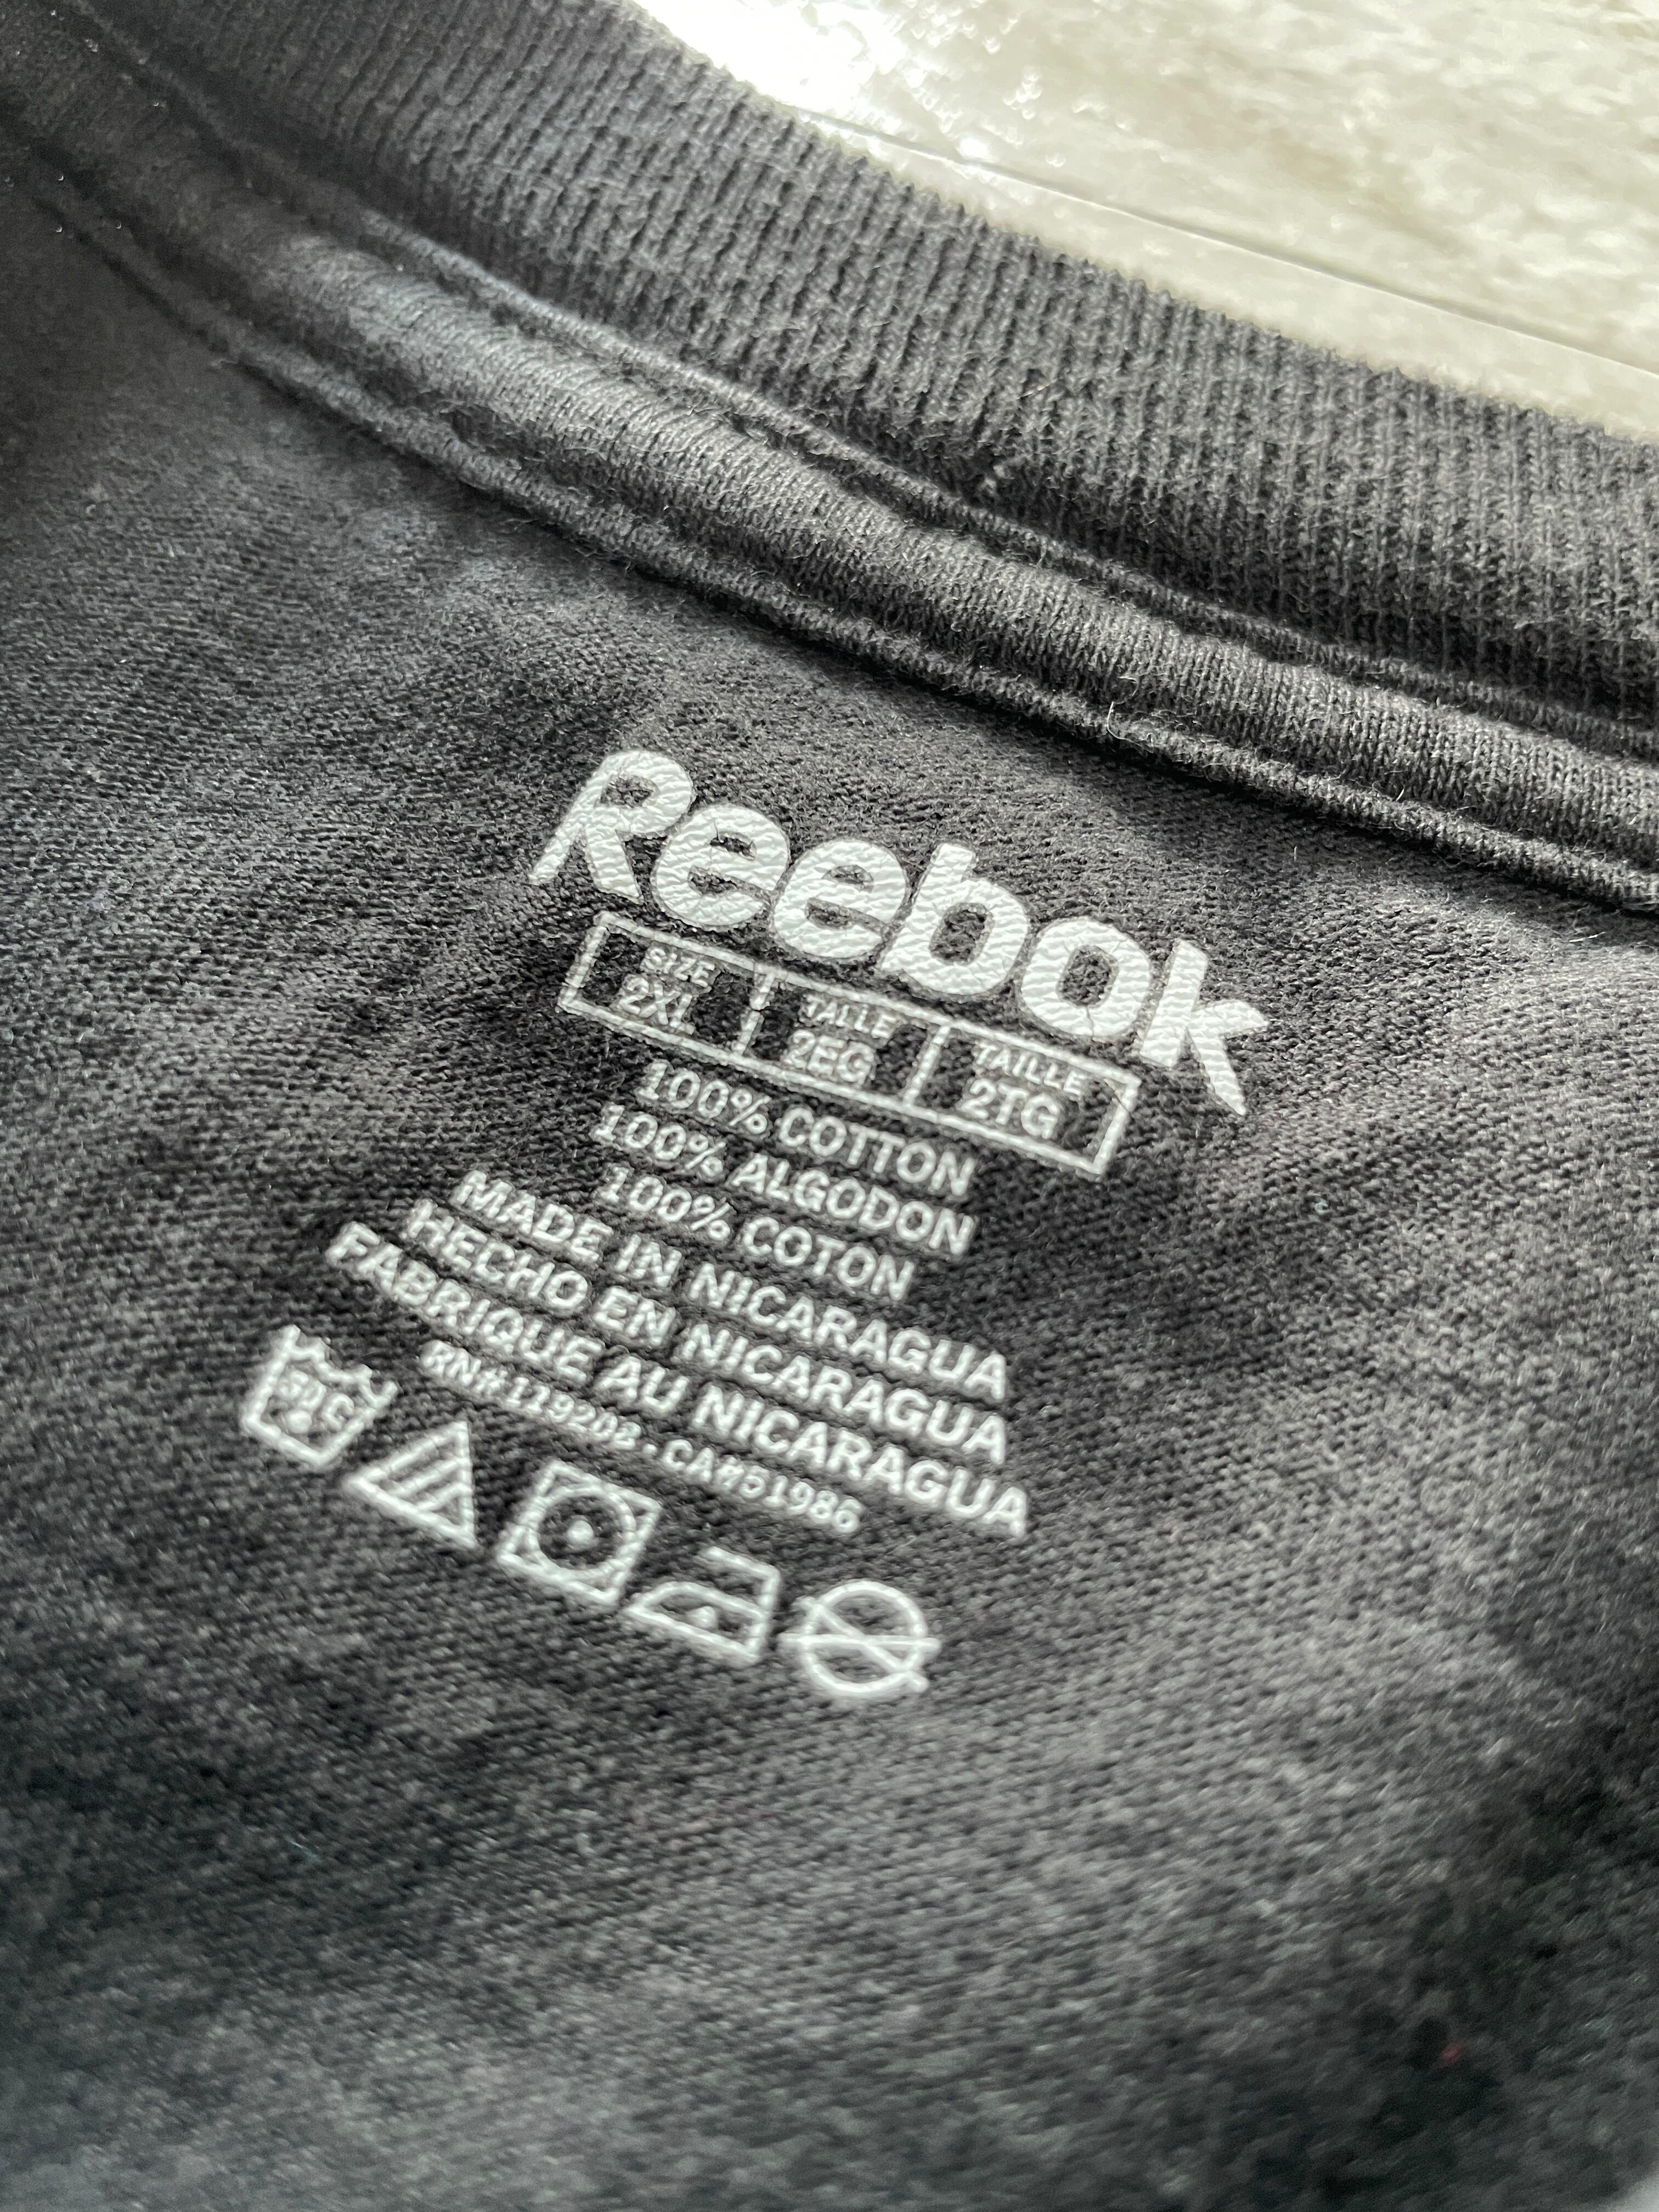 Reebok
SIZE TALLE TAILLE
2XL 2EG 2TG
100% COTTON
100% ALGODON
100% COTON
MADE IN NICARAGUA
HECHO EN NICARAGUA
FABRIQUE AU NICARAGUA
CA#51986